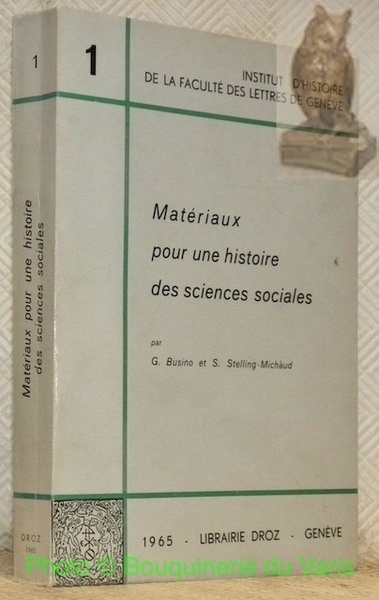 1
Matériaux pour une histoire
des sciences sociales
DROZ
1965
1
INSTITUT D'HISTOIRE
DE LA FACULTÉ DES LETTRES DE GENÈVE
Matériaux
pour une histoire
des sciences sociales
par
G. Busino et S. Stelling-Michaud
1965 - LIBRAIRIE DROZ - GENÈVE
Photo © Bouquinerie du Varis